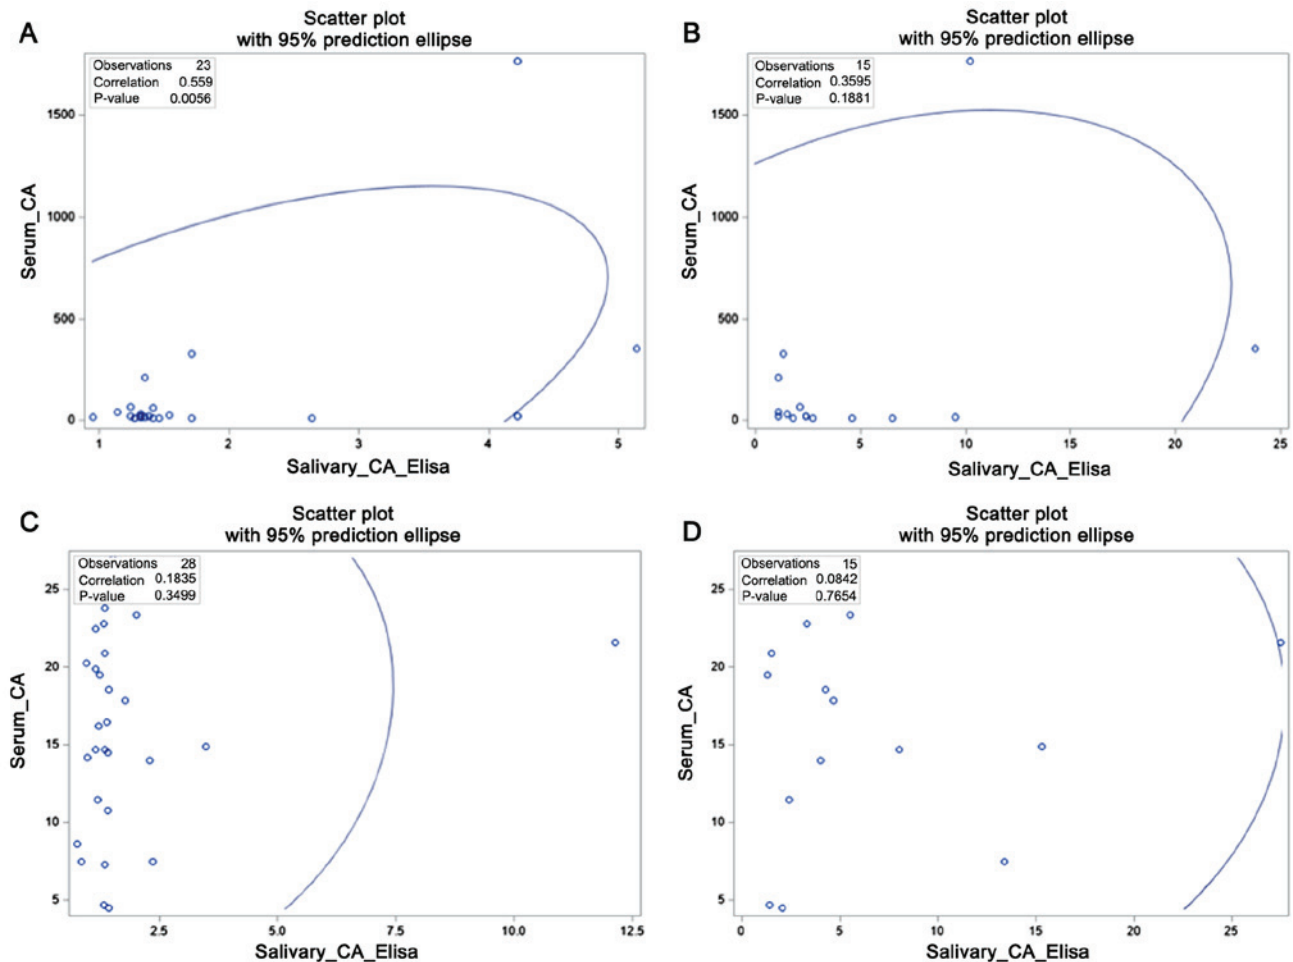 A
Scatter plot
with 95% prediction ellipse
Observations 23
Correlation 0.559
P-value 0.0056
1500
1000
500
0
Serum_CA
1 2 3 4 5
Salivary_CA_Elisa
B
Scatter plot
with 95% prediction ellipse
Observations 15
Correlation 0.3595
P-value 0.1881
1500
1000
500
0
Serum_CA
0 5 10 15 20 25
Salivary_CA_Elisa
C
Scatter plot
with 95% prediction ellipse
Observations 28
Correlation 0.1835
P-value 0.3499
25
20
15
10
5
Serum_CA
2.5 5.0 7.5 10.0 12.5
Salivary_CA_Elisa
D
Scatter plot
with 95% prediction ellipse
Observations 15
Correlation 0.0842
P-value 0.7654
25
20
15
10
5
Serum_CA
0 5 10 15 20 25
Salivary_CA_Elisa